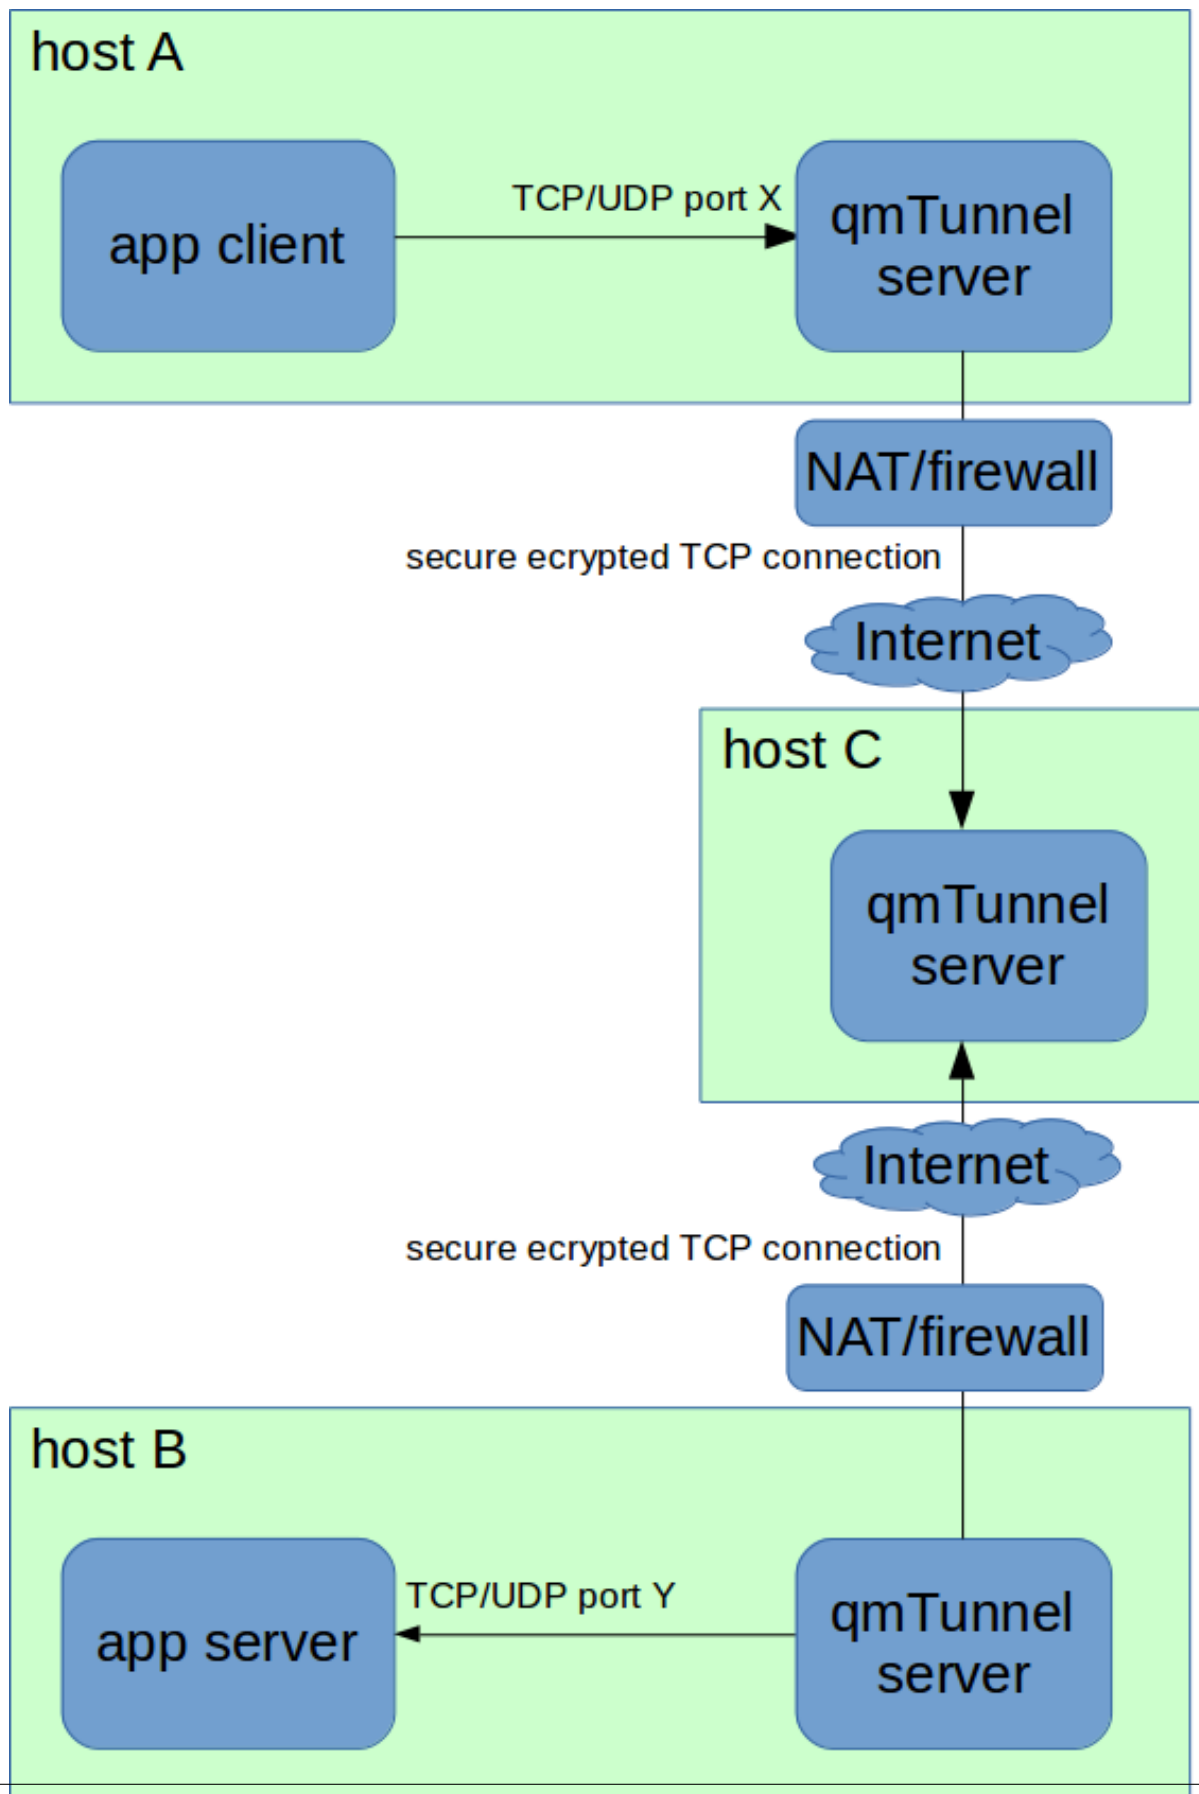 host A
app client
TCP/UDP port X
qmTunnel
server
NAT/firewall
secure ecrypted TCP connection
Internet
host C
qmTunnel
server
Internet
secure ecrypted TCP connection
NAT/firewall
host B
app server
TCP/UDP port Y
qmTunnel
server